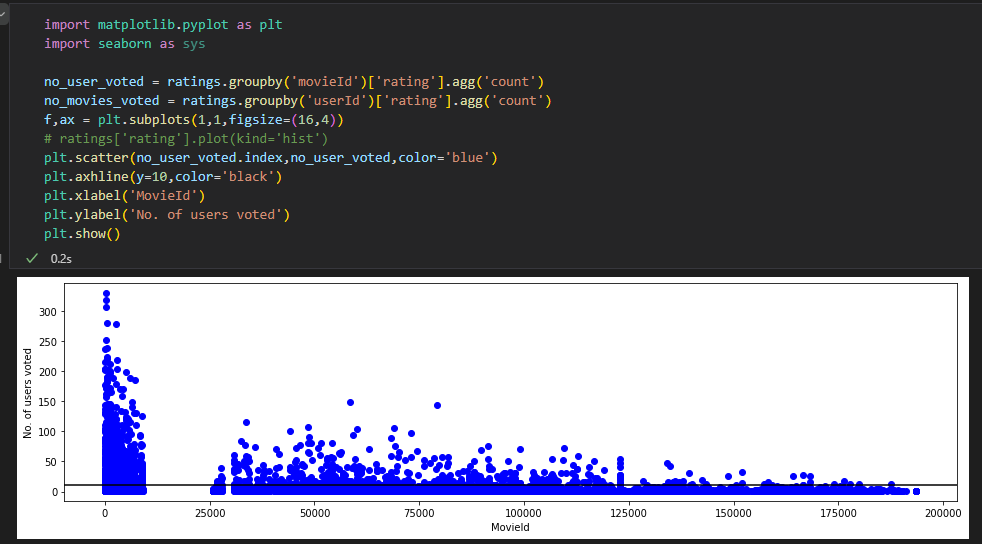 import matplotlib.pyplot as plt
import seaborn as sys
no_user_voted = ratings.groupby('movieId')['rating'].agg('count')
no_movies_voted = ratings.groupby('userId')['rating'].agg('count')
f,ax = plt.subplots(1,1,figsize=(16,4))
# ratings['rating'].plot(kind='hist')
plt.scatter(no_user_voted.index,no_user_voted,color='blue')
plt.axhline(y=10,color='black')
plt.xlabel('MovieId')
plt.ylabel('No. of users voted')
plt.show()
0.2s
No. of users voted
300
250
200
150
100
50
0
0 25000 50000 75000 100000 125000 150000 175000 200000
MovieId